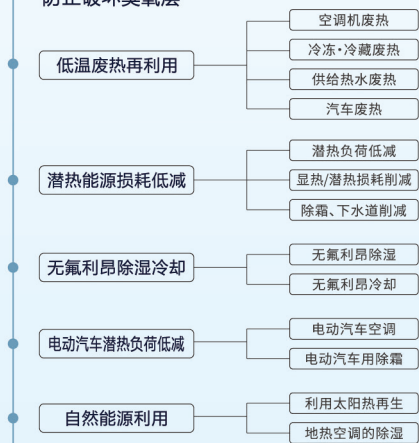 防止破坏臭氧层
空调机废热
冷冻·冷藏废热
低温废热再利用
供给热水废热
汽车废热
潜热负荷低减
潜热能源损耗低减
显热/潜热损耗削减
除霜、下水道削减
无氟利昂除湿
无氟利昂除湿冷却
无氟利昂冷却
电动汽车空调
电动汽车潜热负荷低减
电动汽车用除霜
利用太阳热再生
自然能源利用
地热空调的除湿